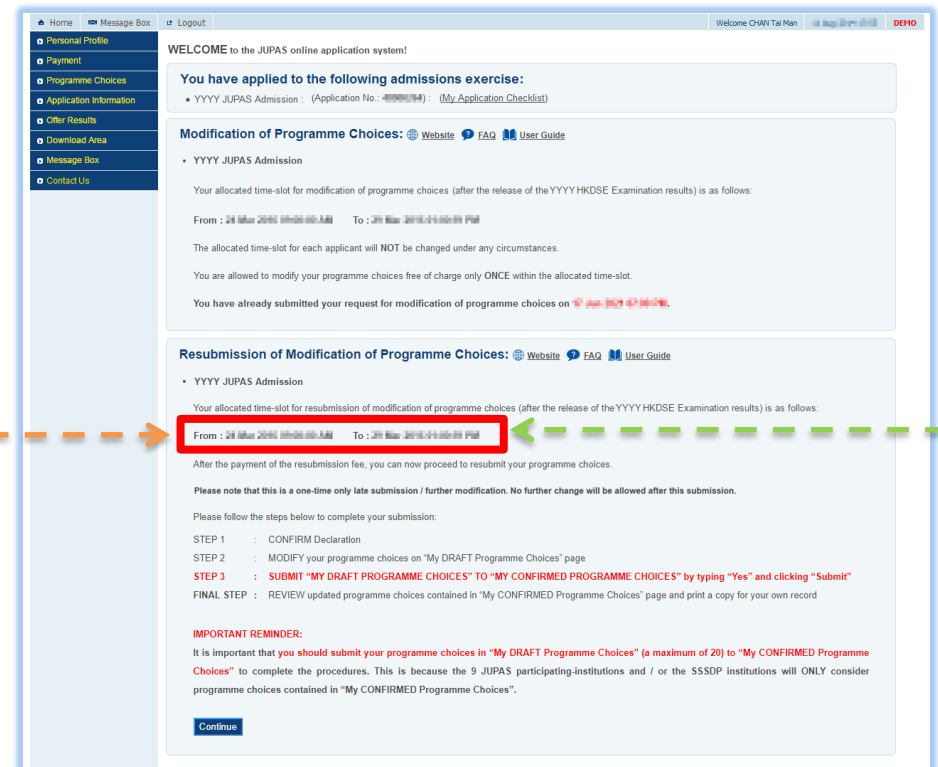 Home Message Box Logout Welcome CHAN Tai Man DEMO
Personal Profile
Payment
Programme Choices
Application Information
Offer Results
Download Area
Message Box
Contact Us
WELCOME to the JUPAS online application system!
You have applied to the following admissions exercise:
• YYYY JUPAS Admission : (Application No.: ) : (My Application Checklist)
Modification of Programme Choices: Website FAQ User Guide
• YYYY JUPAS Admission
Your allocated time-slot for modification of programme choices (after the release of the YYYY HKDSE Examination results) is as follows:
From : To :
The allocated time-slot for each applicant will NOT be changed under any circumstances.
You are allowed to modify your programme choices free of charge only ONCE within the allocated time-slot.
You have already submitted your request for modification of programme choices on .
Resubmission of Modification of Programme Choices: Website FAQ User Guide
• YYYY JUPAS Admission
Your allocated time-slot for resubmission of modification of programme choices (after the release of the YYYY HKDSE Examination results) is as follows:
From : To :
After the payment of the resubmission fee, you can now proceed to resubmit your programme choices.
Please note that this is a one-time only late submission / further modification. No further change will be allowed after this submission.
Please follow the steps below to complete your submission:
STEP 1 : CONFIRM Declaration
STEP 2 : MODIFY your programme choices on “My DRAFT Programme Choices” page
STEP 3 : SUBMIT “MY DRAFT PROGRAMME CHOICES” TO “MY CONFIRMED PROGRAMME CHOICES” by typing “Yes” and clicking “Submit”
FINAL STEP : REVIEW updated programme choices contained in “My CONFIRMED Programme Choices” page and print a copy for your own record
IMPORTANT REMINDER:
It is important that you should submit your programme choices in “My DRAFT Programme Choices” (a maximum of 20) to “My CONFIRMED Programme
Choices” to complete the procedures. This is because the 9 JUPAS participating-institutions and / or the SSSDP institutions will ONLY consider
programme choices contained in “My CONFIRMED Programme Choices”.
Continue